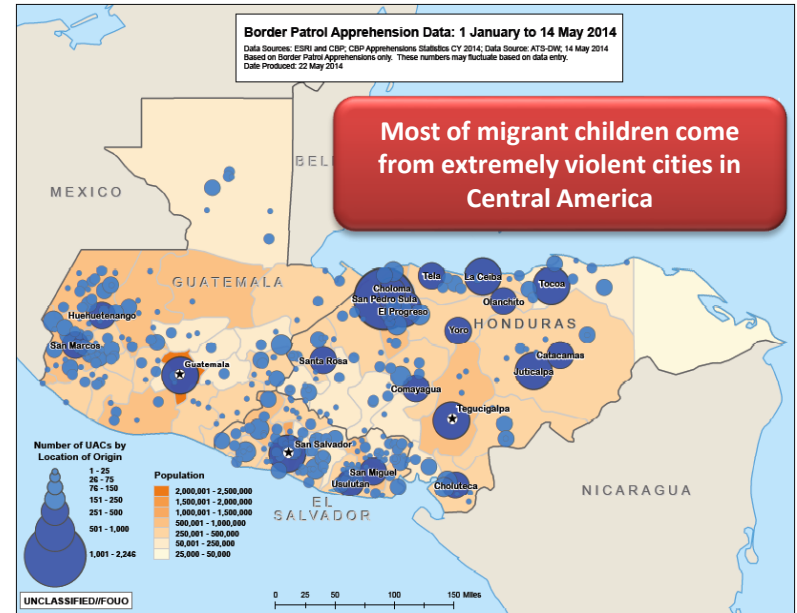 Border Patrol Apprehension Data: 1 January to 14 May 2014
Data Sources: ESRI and CBP; CBP Apprehensions Statistics CY 2014; Data Source: ATS-DW; 14 May 2014
Based on Border Patrol Apprehensions only. These numbers may fluctuate based on data entry.
Date Produced: 22 May 2014
Most of migrant children come
from extremely violent cities in
Central America
BEL
MEXICO
GUATEMALA
Tela
La Ceiba
Tocoa
Choloma
San Pedro Sula
Olanchito
El Progreso
Huehuetenango
HONDURAS
Yoro
San Marcos
Catacamas
Santa Rosa
Guatemala
Juticalpa
Comayagua
Tegucigalpa
San Salvador
San Miguel
Usulutan
Choluteca
EL
SALVADOR
NICARAGUA
Number of UACs by
Location of Origin
1 - 25
26 - 75
76 - 150
151 - 250
251 - 500
501 - 1,000
1,001 - 2,246
Population
2,000,001 - 2,500,000
1,500,001 - 2,000,000
1,000,001 - 1,500,000
500,001 - 1,000,000
250,001 - 500,000
50,001 - 250,000
25,000 - 50,000
UNCLASSIFIED//FOUO
0 25 50 100 150 Miles